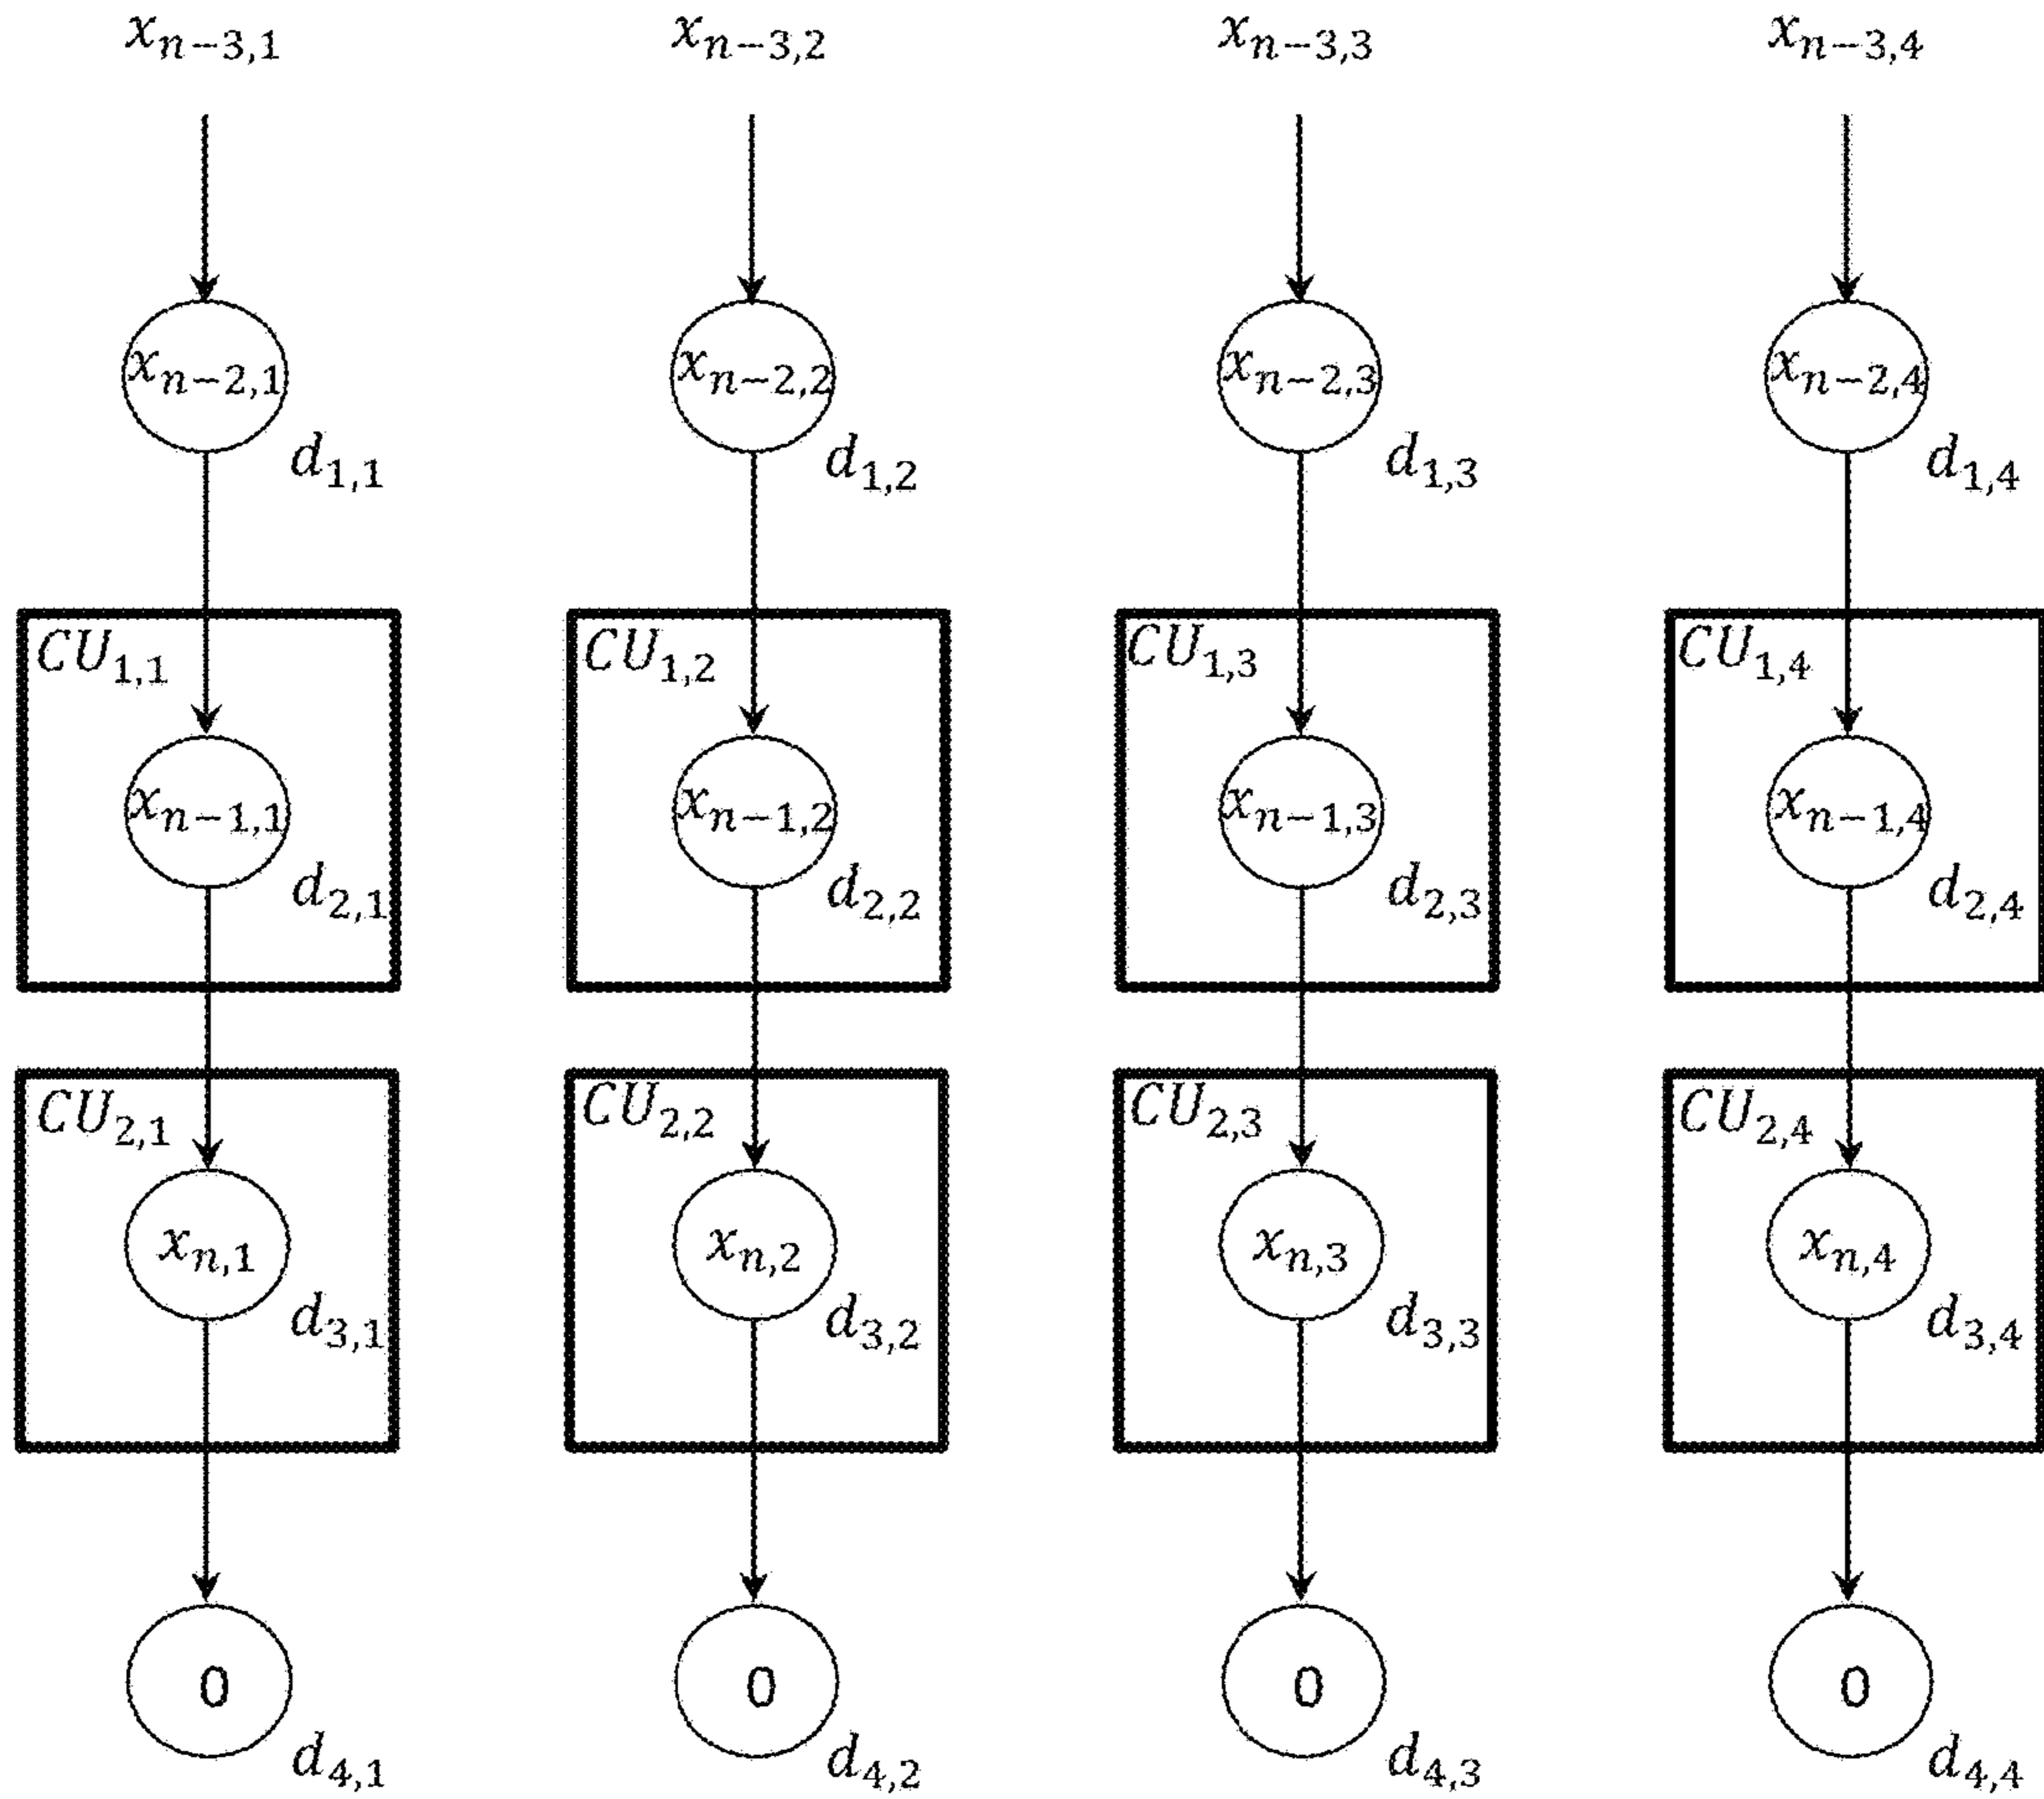 x_{n-3,1} x_{n-3,2} x_{n-3,3} x_{n-3,4}
x_{n-2,1} x_{n-2,2} x_{n-2,3} x_{n-2,4}
d_{1,1} d_{1,2} d_{1,3} d_{1,4}
CU_{1,1} CU_{1,2} CU_{1,3} CU_{1,4}
x_{n-1,1} x_{n-1,2} x_{n-1,3} x_{n-1,4}
d_{2,1} d_{2,2} d_{2,3} d_{2,4}
CU_{2,1} CU_{2,2} CU_{2,3} CU_{2,4}
x_{n,1} x_{n,2} x_{n,3} x_{n,4}
d_{3,1} d_{3,2} d_{3,3} d_{3,4}
0 0 0 0
d_{4,1} d_{4,2} d_{4,3} d_{4,4}